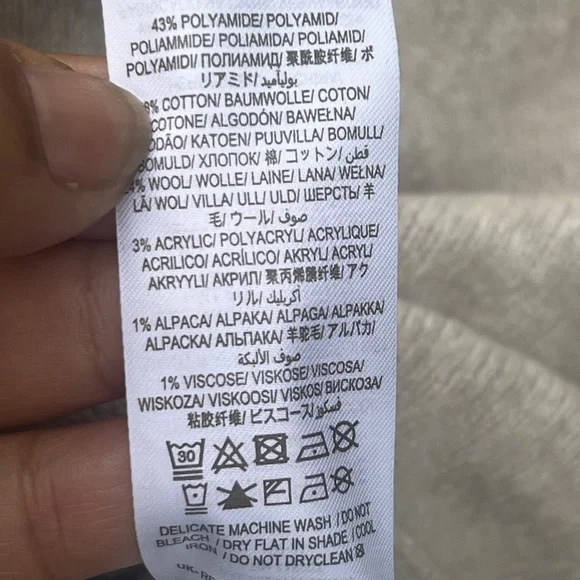 43% POLYAMIDE/ POLYAMID/
POLIAMMIDE/ POLIAMIDA/ POLIAMID/
POLYAMIDI/ ПОЛИАМИД/ 聚酰胺纤维/ ポ
リアミド/ بولياميد/
8% COTTON/ BAUMWOLLE/ COTON/
COTONE/ ALGODÓN/ BAWEŁNA/
ODÃO/ KATOEN/ PUUVILLA/ BOMULL/
BOMULD/ ХЛОПОК/ 棉/ コットン/ قطن/
4% WOOL/ WOLLE/ LAINE/ LANA/ WEŁNA/
LÃ/ WOL/ VILLA/ ULL/ ULD/ ШЕРСТЬ/ 羊
毛/ ウール/ صوف/
3% ACRYLIC/ POLYACRYL/ ACRYLIQUE/
ACRILICO/ ACRÍLICO/ AKRYL/ ACRYL/
AKRYYLI/ АКРИЛ/ 聚丙烯腈纤维/ アク
リル/ أكريليك/
1% ALPACA/ ALPAKA/ ALPAGA/ ALPAKKA/
ALPACKA/ АЛЬПАКА/ 羊驼毛/ アルパカ/
صوف الألبكة/
1% VISCOSE/ VISKOSE/ VISCOSA/
WISKOZA/ VISKOOSI/ VISKOS/ ВИСКОЗА/
粘胶纤维/ ビスコース/ فسكوز/
30
DELICATE MACHINE WASH / DO NOT
BLEACH / DRY FLAT IN SHADE / COOL
IRON / DO NOT DRYCLEAN